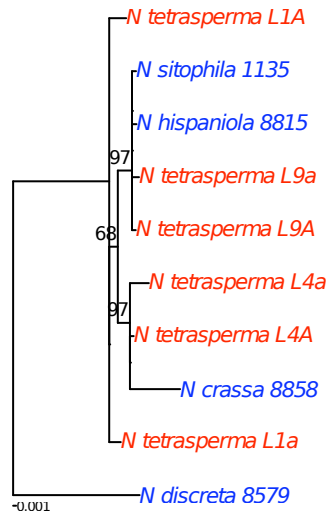 N tetrasperma L1A
N sitophila 1135
N hispaniola 8815
97
N tetrasperma L9a
68
N tetrasperma L9A
N tetrasperma L4a
97
N tetrasperma L4A
N crassa 8858
N tetrasperma L1a
N discreta 8579
0.001